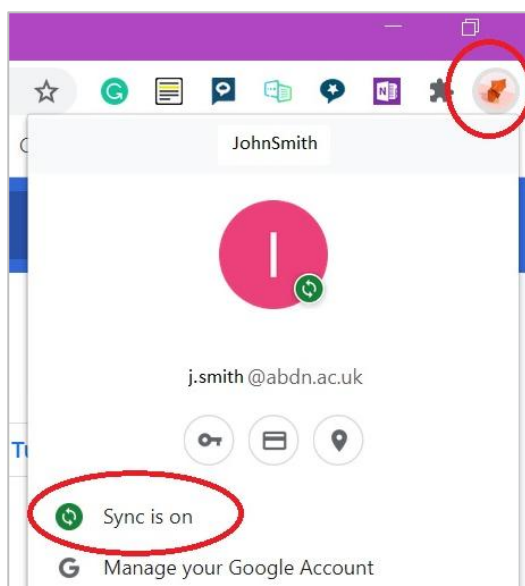 JohnSmith
I
j.smith @abdn.ac.uk
Sync is on
G Manage your Google Account